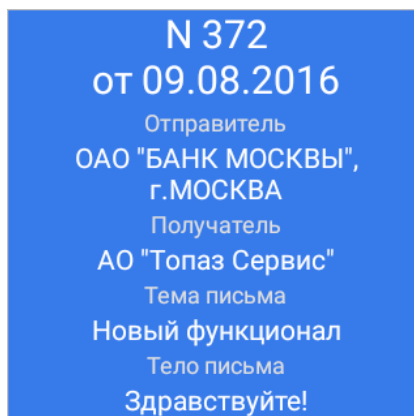 N 372
от 09.08.2016
Отправитель
ОАО "БАНК МОСКВЫ",
г.МОСКВА
Получатель
АО "Топаз Сервис"
Тема письма
Новый функционал
Тело письма
Здравствуйте!